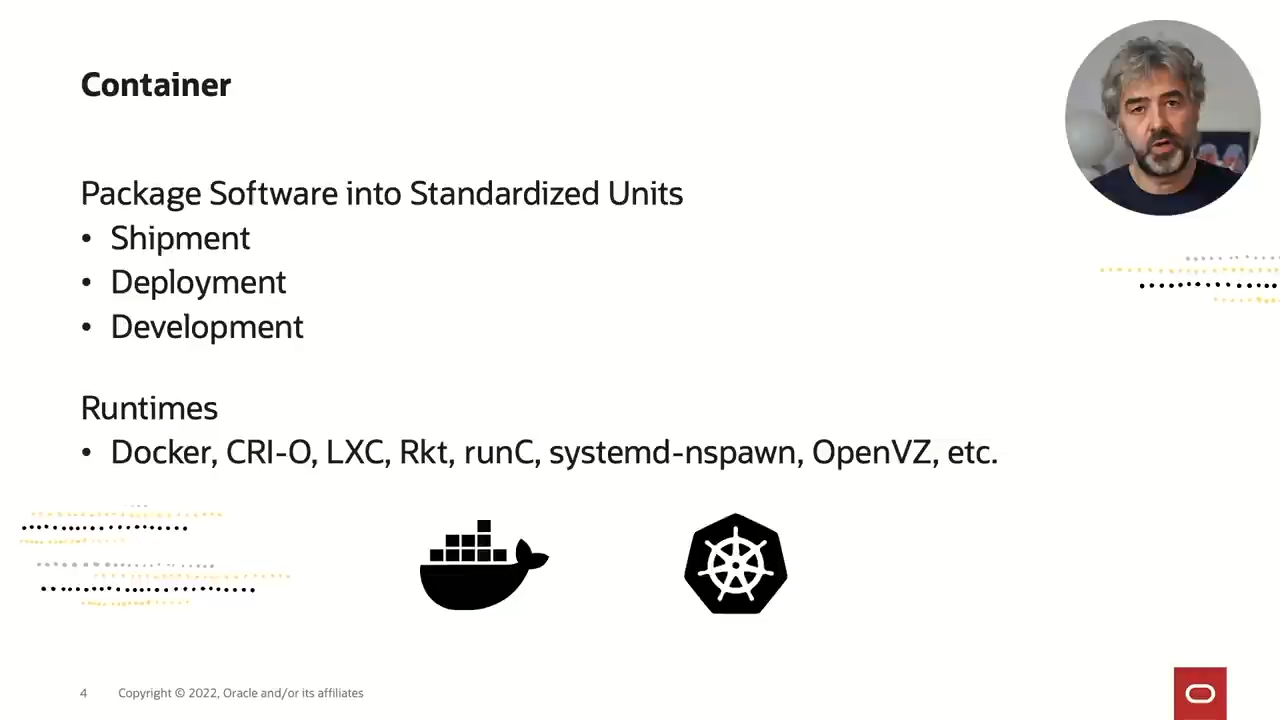 Container
Package Software into Standardized Units
• Shipment
• Deployment
• Development
Runtimes
• Docker, CRI-O, LXC, Rkt, runC, systemd-nspawn, OpenVZ, etc.
4 Copyright © 2022, Oracle and/or its affiliates